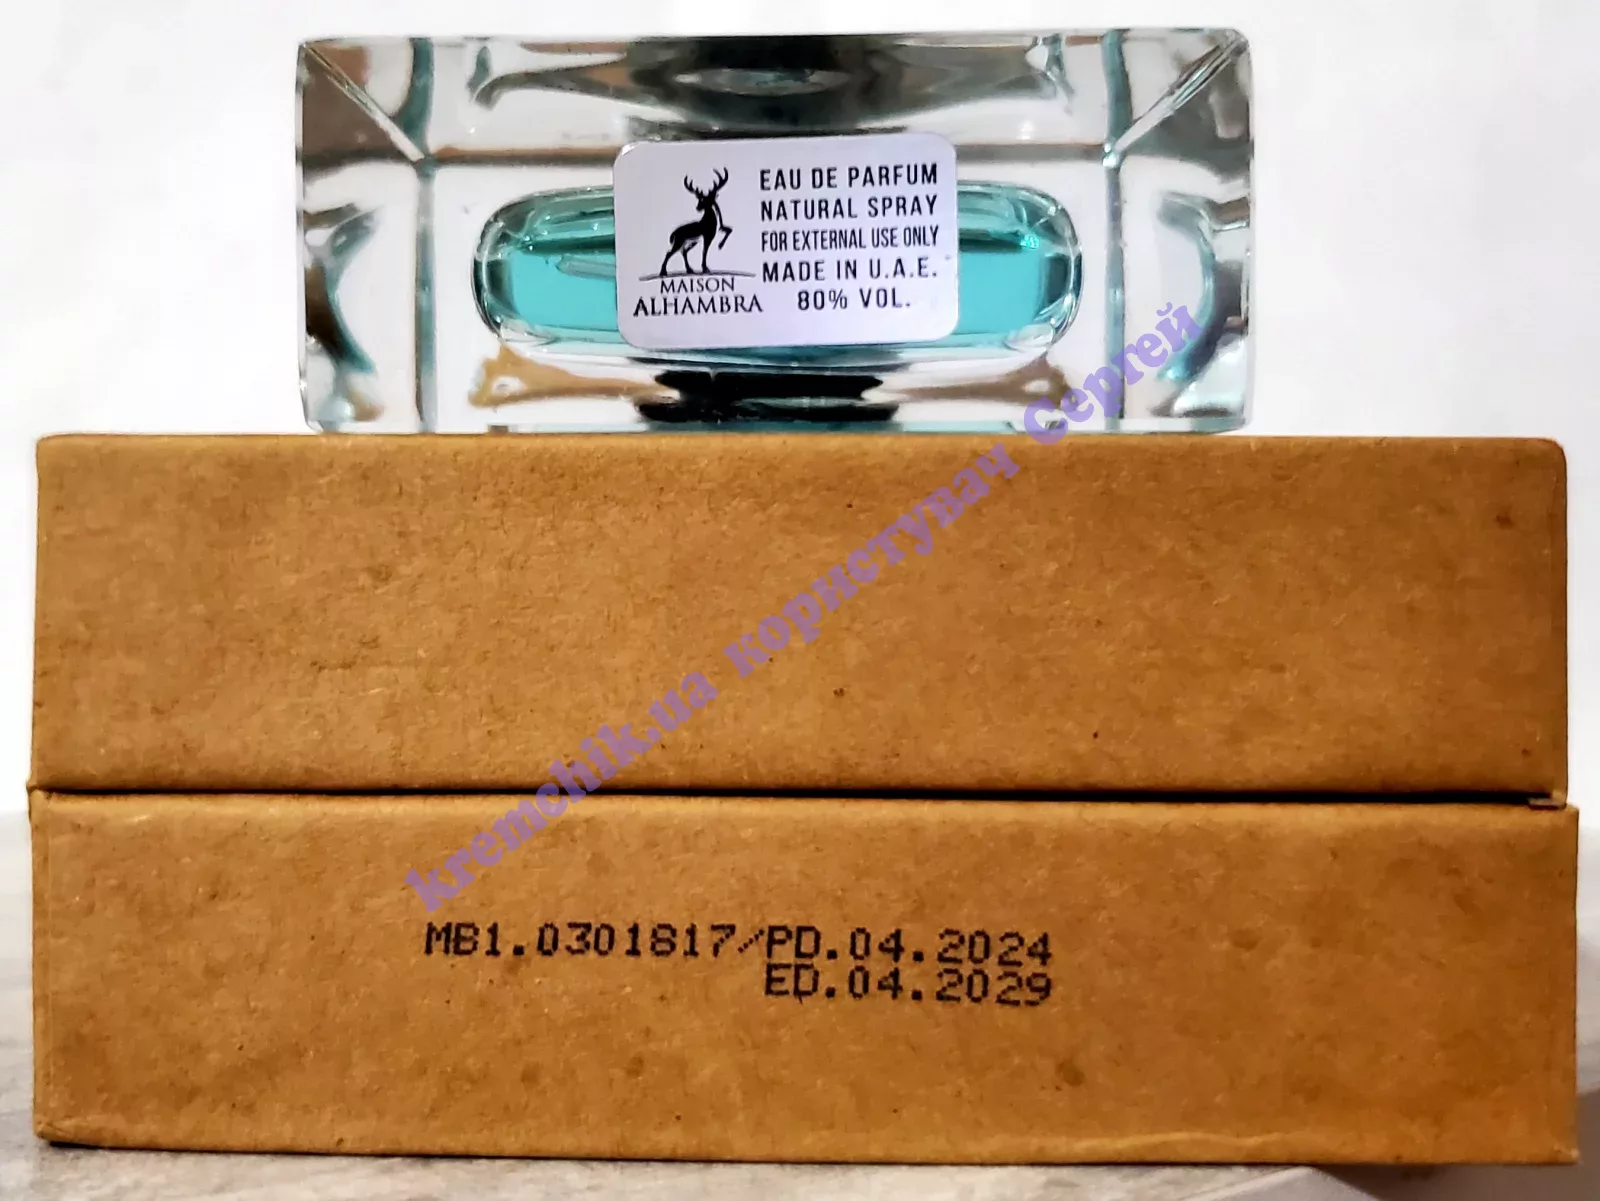 EAU DE PARFUM
NATURAL SPRAY
FOR EXTERNAL USE ONLY
MADE IN U.A.E.
80% VOL.
MAISON
ALHAMBRA
kremchik.ua користувач Сергей
MB1.0301817/PD.04.2024
ED.04.2029